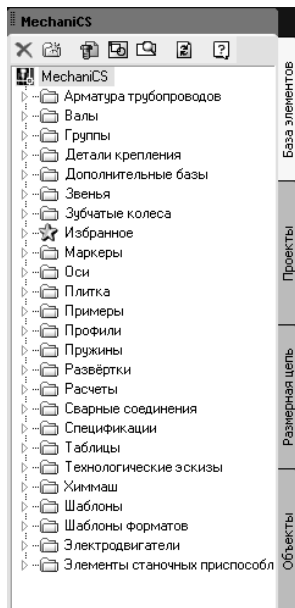 MechaniCS
MechaniCS
Арматура трубопроводов
Валы
Группы
Детали крепления
Дополнительные базы
Звенья
Зубчатые колеса
Избранное
Маркеры
Оси
Плитка
Примеры
Профили
Пружины
Развёртки
Расчеты
Сварные соединения
Спецификации
Таблицы
Технологические эскизы
Химмаш
Шаблоны
Шаблоны форматов
Электродвигатели
Элементы станочных приспособл
База элементов
Проекты
Размерная цепь
Объекты